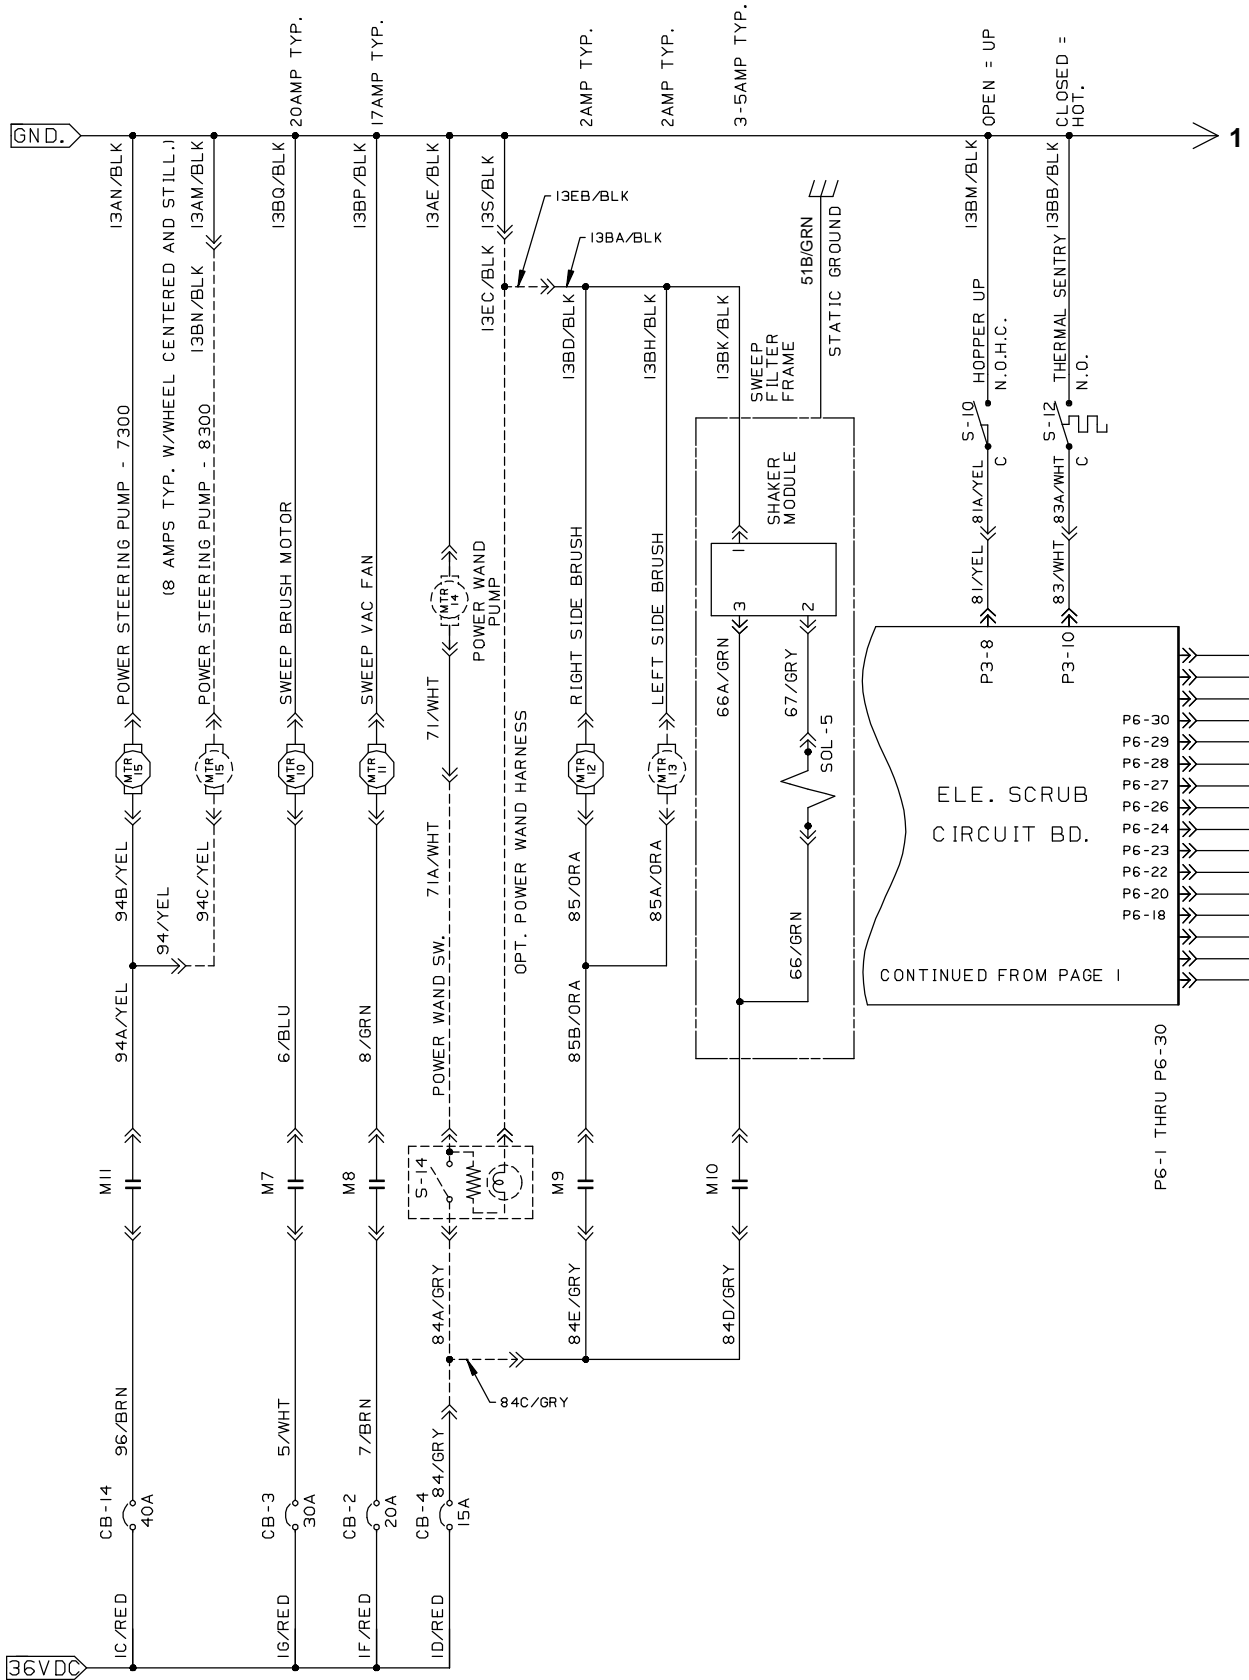 GND.
36VDC
1
1C/RED
CB-14
40A
96/BRN
M11
94A/YEL
94/YEL
94B/YEL
MTR
15
POWER STEERING PUMP - 7300
13AN/BLK
94C/YEL
MTR
15
POWER STEERING PUMP - 8300
(8 AMPS TYP. W/WHEEL CENTERED AND STILL.)
13BN/BLK
13AM/BLK
1G/RED
CB-3
30A
5/WHT
M7
6/BLU
MTR
10
SWEEP BRUSH MOTOR
13BQ/BLK
20AMP TYP.
1F/RED
CB-2
20A
7/BRN
M8
8/GRN
MTR
11
SWEEP VAC FAN
13BP/BLK
17AMP TYP.
1D/RED
CB-4
15A
84/GRY
84A/GRY
84C/GRY
S-14
POWER WAND SW.
71A/WHT
71/WHT
MTR
14
POWER WAND
PUMP
13AE/BLK
OPT. POWER WAND HARNESS
13EC/BLK
13S/BLK
13EB/BLK
13BA/BLK
84E/GRY
M9
85B/ORA
85/ORA
MTR
12
RIGHT SIDE BRUSH
13BD/BLK
2AMP TYP.
85A/ORA
MTR
13
LEFT SIDE BRUSH
13BH/BLK
2AMP TYP.
84D/GRY
M10
66A/GRN
3
1
13BK/BLK
3-5AMP TYP.
66/GRN
SOL-5
67/GRY
2
SHAKER
MODULE
SWEEP
FILTER
FRAME
51B/GRN
STATIC GROUND
P3-8
81/YEL
81A/YEL
S-10
C
HOPPER UP
N.O.H.C.
13BM/BLK
OPEN = UP
P3-10
83/WHT
83A/WHT
S-12
C
THERMAL SENTRY
N.O.
13BB/BLK
CLOSED =
HOT.
ELE. SCRUB
CIRCUIT BD.
CONTINUED FROM PAGE 1
P6-30
P6-29
P6-28
P6-27
P6-26
P6-24
P6-23
P6-22
P6-20
P6-18
P6-1 THRU P6-30